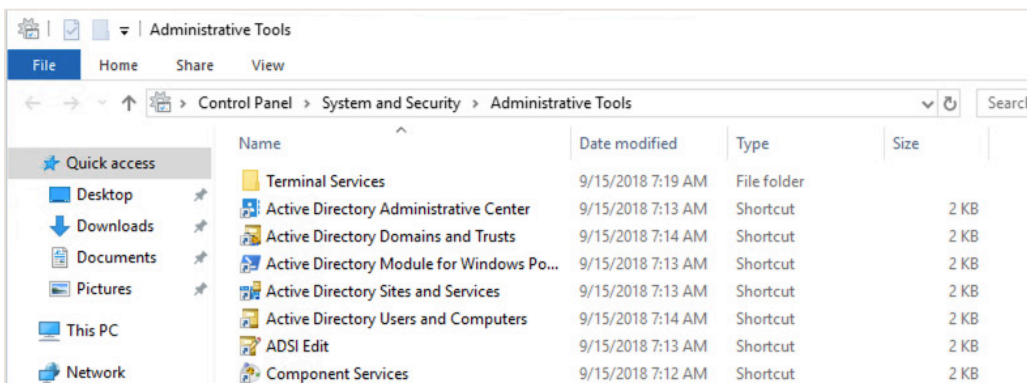 Administrative Tools
File Home Share View
Control Panel > System and Security > Administrative Tools
Name Date modified Type Size
Quick access
Terminal Services 9/15/2018 7:19 AM File folder
Desktop
Active Directory Administrative Center 9/15/2018 7:13 AM Shortcut 2 KB
Downloads
Active Directory Domains and Trusts 9/15/2018 7:14 AM Shortcut 2 KB
Documents
Active Directory Module for Windows Po... 9/15/2018 7:13 AM Shortcut 2 KB
Pictures
Active Directory Sites and Services 9/15/2018 7:13 AM Shortcut 2 KB
Active Directory Users and Computers 9/15/2018 7:14 AM Shortcut 2 KB
This PC
ADSI Edit 9/15/2018 7:13 AM Shortcut 2 KB
Network
Component Services 9/15/2018 7:12 AM Shortcut 2 KB